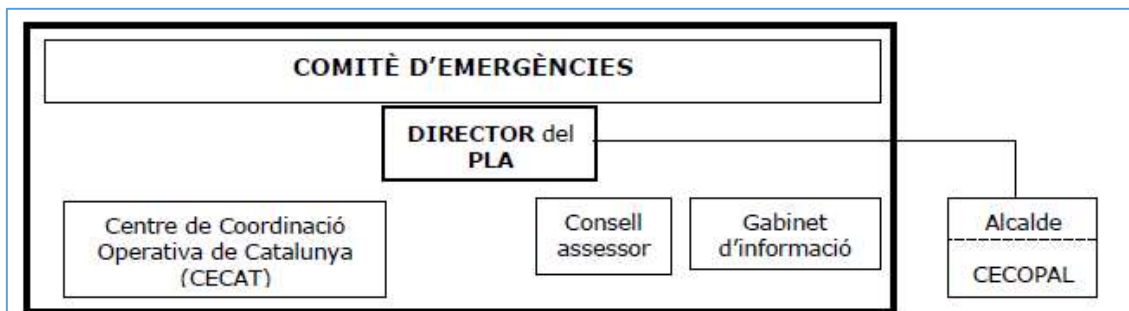 COMITÈ D’EMERGÈNCIES
DIRECTOR del
PLA
Centre de Coordinació
Operativa de Catalunya
(CECAT)
Consell
assessor
Gabinet
d’informació
Alcalde
CECOPAL